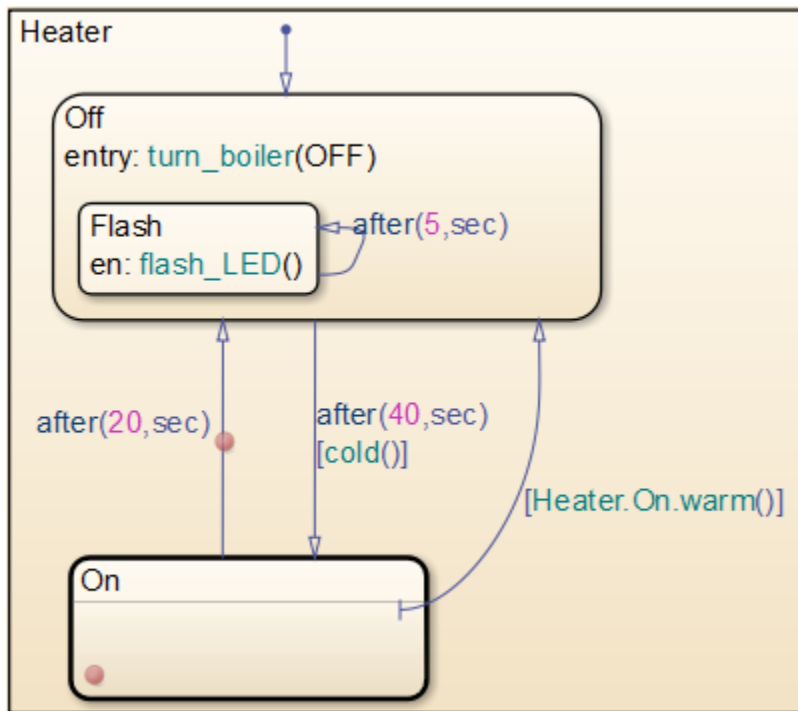 Heater
Off
entry: turn_boiler(OFF)
Flash
en: flash_LED()
after(5,sec)
after(20,sec)
after(40,sec)
[cold()]
[Heater.On.warm()]
On